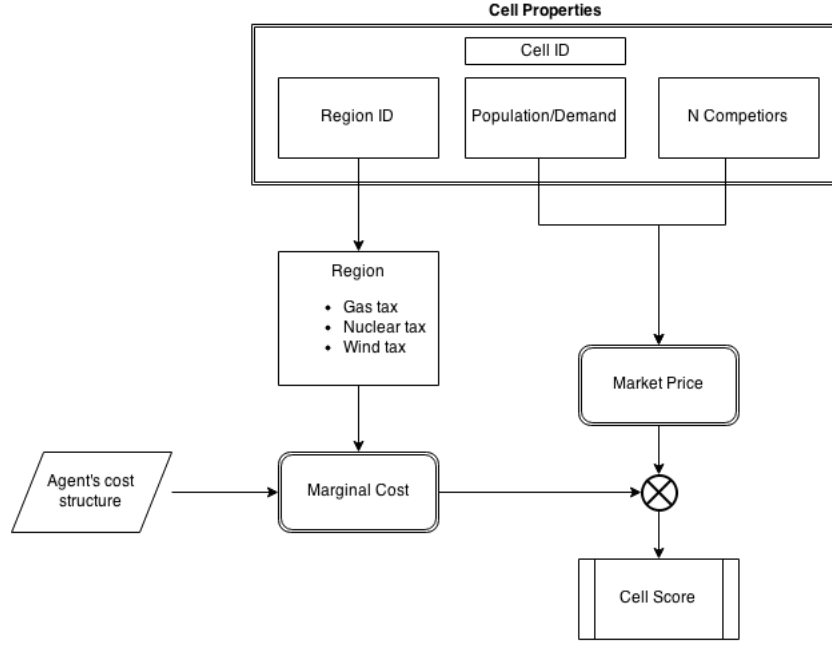 Cell Properties
Cell ID
Region ID
Population/Demand
N Competiors
Region
• Gas tax
• Nuclear tax
• Wind tax
Market Price
Agent's cost
structure
Marginal Cost
Cell Score